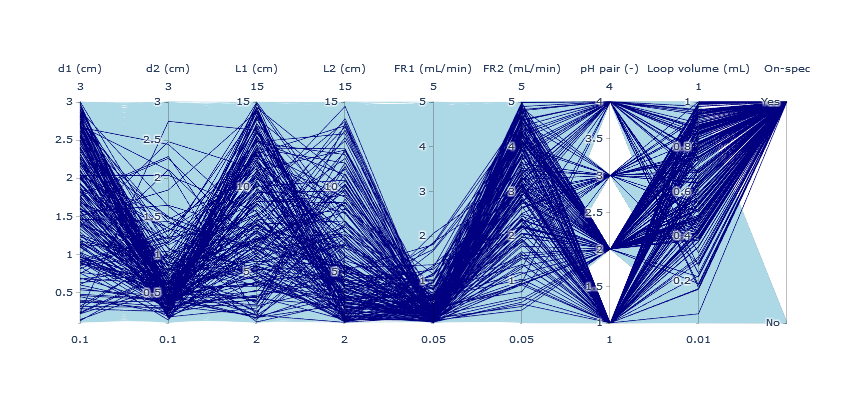 d1 (cm) d2 (cm) L1 (cm) L2 (cm) FR1 (mL/min) FR2 (mL/min) pH pair (-) Loop volume (mL) On-spec
3 3 15 15 5 5 4 1
3 3 15 15 5 5 4 1 Yes
2.5 2.5 4 4 3.5 0.8
2 2 10 10 3 3 3 0.6
1.5 1.5 2 2 2.5 0.4
1 1 5 5 1 1 2 0.2
0.5 0.5 1.5
1 No
0.1 0.1 2 2 0.05 0.05 1 0.01